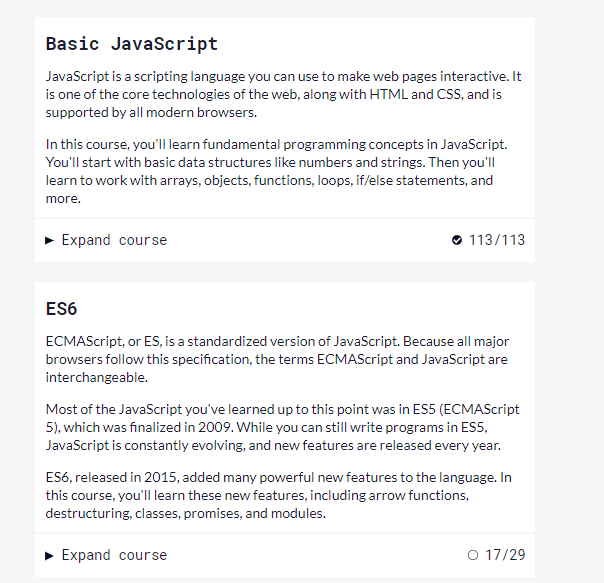 Basic JavaScript
JavaScript is a scripting language you can use to make web pages interactive. It
is one of the core technologies of the web, along with HTML and CSS, and is
supported by all modern browsers.
In this course, you'll learn fundamental programming concepts in JavaScript.
You'll start with basic data structures like numbers and strings. Then you'll
learn to work with arrays, objects, functions, loops, if/else statements, and
more.
Expand course 113/113
ES6
ECMAScript, or ES, is a standardized version of JavaScript. Because all major
browsers follow this specification, the terms ECMAScript and JavaScript are
interchangeable.
Most of the JavaScript you've learned up to this point was in ES5 (ECMAScript
5), which was finalized in 2009. While you can still write programs in ES5,
JavaScript is constantly evolving, and new features are released every year.
ES6, released in 2015, added many powerful new features to the language. In
this course, you'll learn these new features, including arrow functions,
destructuring, classes, promises, and modules.
Expand course 17/29